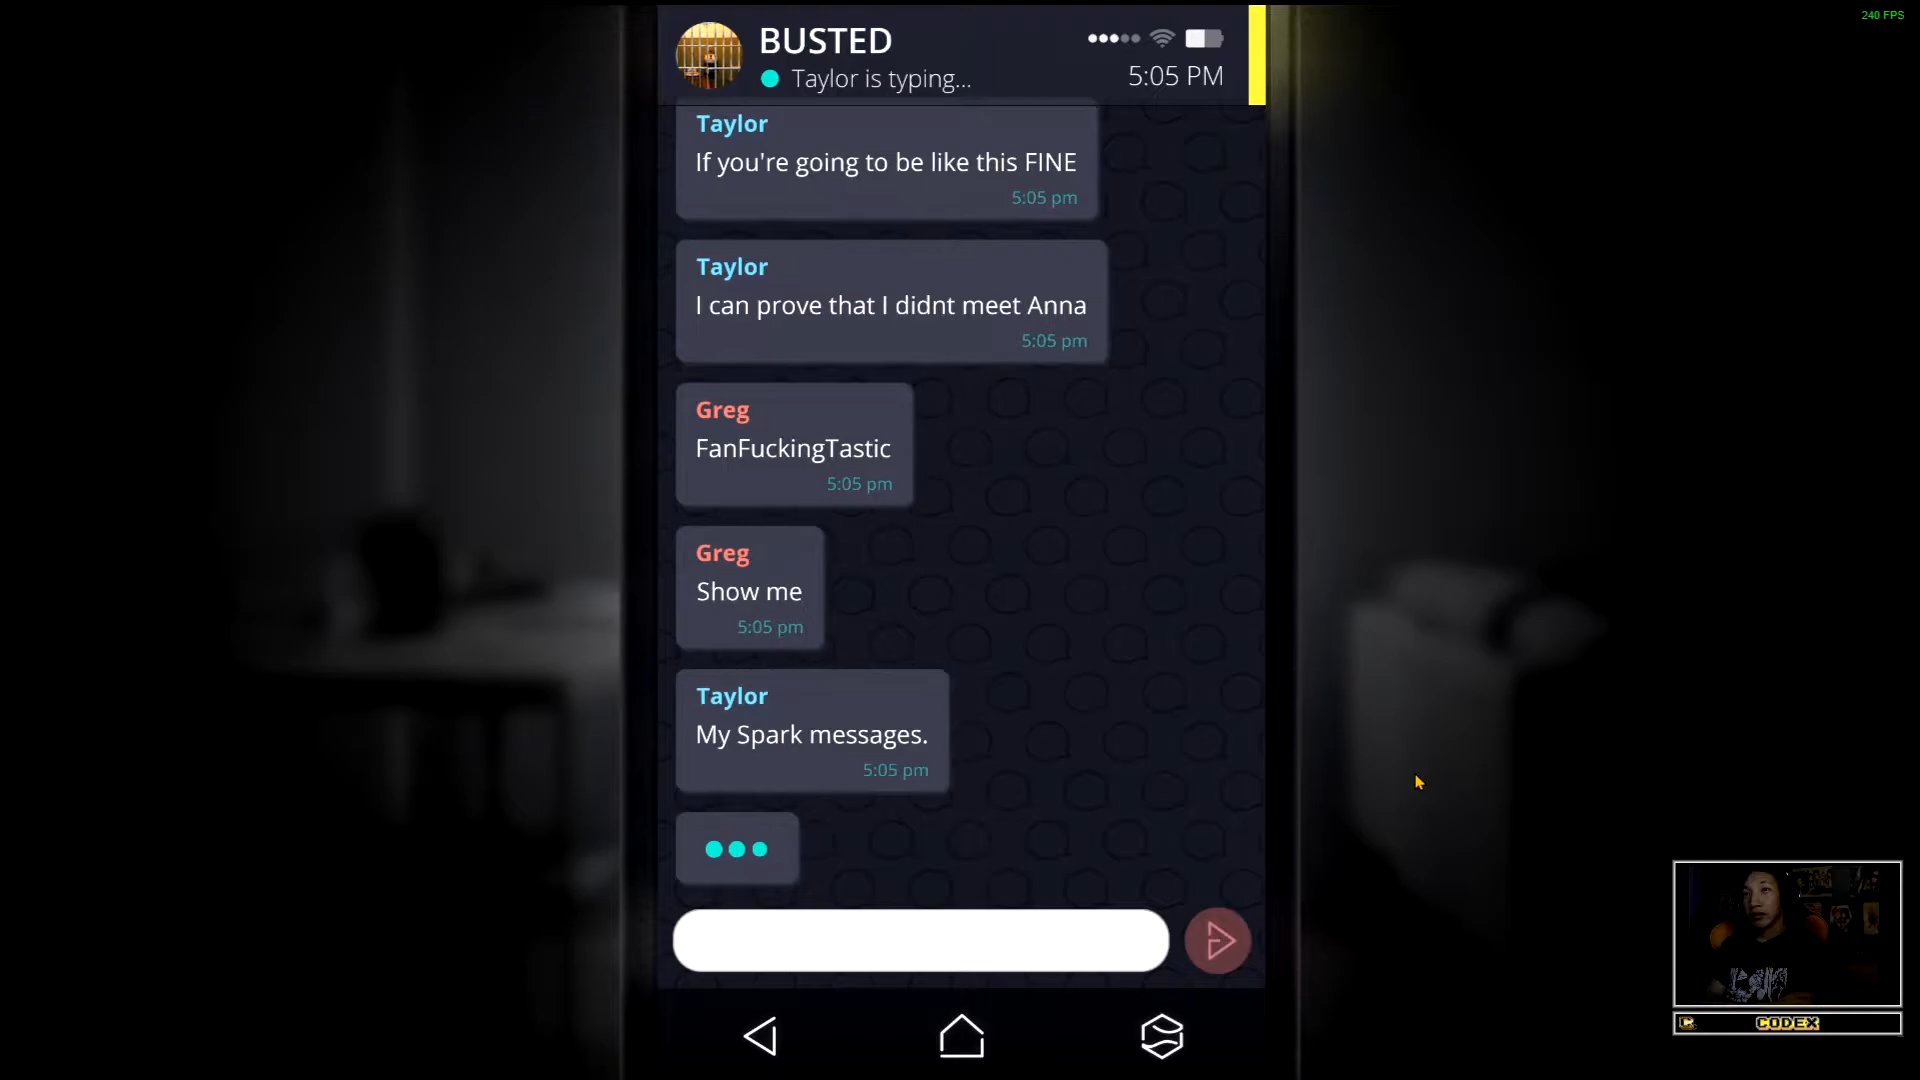 240 FPS
BUSTED
Taylor is typing...
5:05 PM
Taylor
If you're going to be like this FINE
5:05 pm
Taylor
I can prove that I didnt meet Anna
5:05 pm
Greg
FanFuckingTastic
5:05 pm
Greg
Show me
5:05 pm
Taylor
My Spark messages.
5:05 pm
CODEX